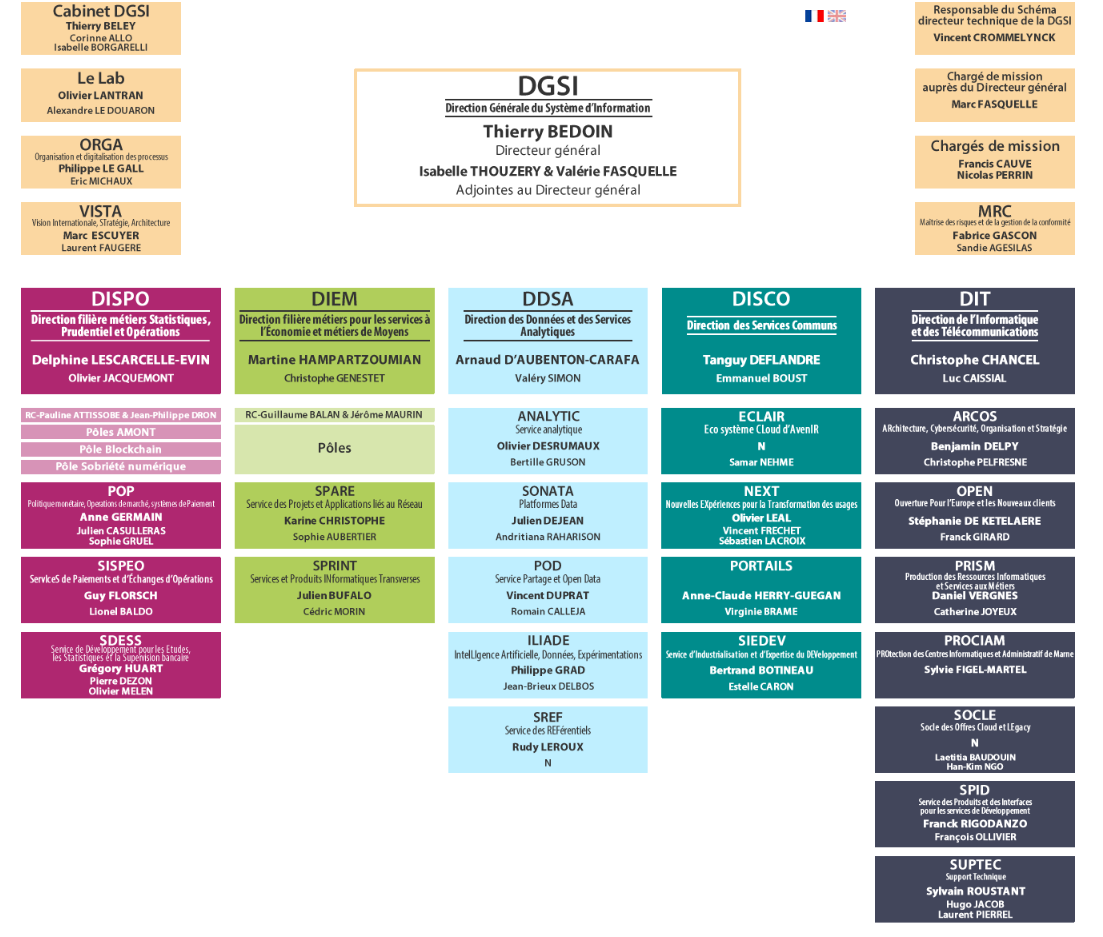 Cabinet DGSI
Thierry BELEY
Corinne ALLO
Isabelle BORGARELLI
Le Lab
Olivier LANTRAN
Alexandre LE DOUARON
ORGA
Organisation et digitalisation des processus
Philippe LE GALL
Eric MICHAUX
VISTA
Vision Internationale, STratégie, Architecture
Marc ESCUYER
Laurent FAUGERE
DGSI
Direction Générale du Système d'Information
Thierry BEDOIN
Directeur général
Isabelle THOUZERY & Valérie FASQUELLE
Adjointes au Directeur général
Responsable du Schéma
directeur technique de la DGSI
Vincent CROMMELYNCK
Chargé de mission
auprès du Directeur général
Marc FASQUELLE
Chargés de mission
Francis CAUVE
Nicolas PERRIN
MRC
Maîtrise des risques et de la gestion de la conformité
Fabrice GASCON
Sandie AGESILAS
DISPO
Direction filière métiers Statistiques,
Prudentiel et Opérations
Delphine LESCARCELLE-EVIN
Olivier JACQUEMONT
RC-Pauline ATTISSOBE & Jean-Philippe DRON
Pôles AMONT
Pôle Blockchain
Pôle Sobriété numérique
POP
Politique monétaire, Operations de marché, systèmes de Paiement
Anne GERMAIN
Julien CASULLERAS
Sophie GRUEL
SISPEO
ServiceS de Paiements et d'Échanges d'Opérations
Guy FLORSCH
Lionel BALDO
SDESS
Service de Développement pour les Etudes,
les Statistiques et la Supervision bancaire
Grégory HUART
Pierre DEZON
Olivier MELEN
DIEM
Direction filière métiers pour les services à
l'Économie et métiers de Moyens
Martine HAMPARTZOUMIAN
Christophe GENESTET
RC-Guillaume BALAN & Jérôme MAURIN
Pôles
SPARE
Service des Projets et Applications liés au Réseau
Karine CHRISTOPHE
Sophie AUBERTIER
SPRINT
Services et Produits INformatiques Transverses
Julien BUFALO
Cédric MORIN
DDSA
Direction des Données et des Services
Analytiques
Arnaud D'AUBENTON-CARAFA
Valéry SIMON
ANALYTIC
Service analytique
Olivier DESRUMAUX
Bertille GRUSON
SONATA
Platformes Data
Julien DEJEAN
Andritiana RAHARISON
POD
Service Partage et Open Data
Vincent DUPRAT
Romain CALLEJA
ILIADE
IntelLIgence Artificielle, Données, Expérimentations
Philippe GRAD
Jean-Brieux DELBOS
SREF
Service des REFérentiels
Rudy LEROUX
N
DISCO
Direction des Services Communs
Tanguy DEFLANDRE
Emmanuel BOUST
ECLAIR
Eco système CLoud d'AvenIR
N
Samar NEHME
NEXT
Nouvelles EXpériences pour la Transformation des usages
Olivier LEAL
Vincent FRECHET
Sébastien LACROIX
PORTAILS
Anne-Claude HERRY-GUEGAN
Virginie BRAME
SIEDEV
Service d'Industrialisation et d'Expertise du DEVeloppement
Bertrand BOTINEAU
Estelle CARON
DIT
Direction de l'Informatique
et des Télécommunications
Christophe CHANCEL
Luc CAISSIAL
ARCOS
ARchitecture, Cybersécurité, Organisation et Stratégie
Benjamin DELPY
Christophe PELFRESNE
OPEN
Ouverture Pour l'Europe et les Nouveaux clients
Stéphanie DE KETELAERE
Franck GIRARD
PRISM
Production des Ressources Informatiques
et Services aux Métiers
Daniel VERGNES
Catherine JOYEUX
PROCIAM
PROtection des Centres Informatiques et Administratif de Marne
Sylvie FIGEL-MARTEL
SOCLE
Socle des Offres Cloud et LEgacy
N
Laetitia BAUDOUIN
Han-Kim NGO
SPID
Service des Produits et des Interfaces
pour les services de Développement
Franck RIGODANZO
François OLLIVIER
SUPTEC
Support Technique
Sylvain ROUSTANT
Hugo JACOB
Laurent PIERREL